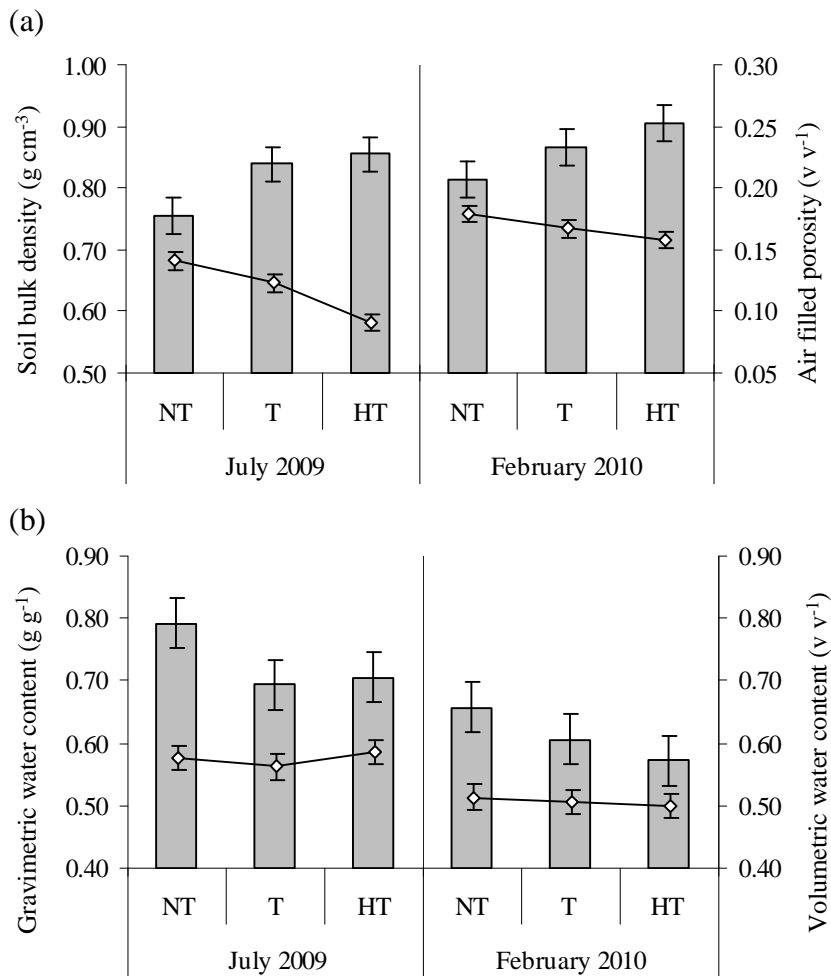 (a)
Soil bulk density (g cm⁻³)
1.00
0.90
0.80
0.70
0.60
0.50
0.30
0.25
0.20
0.15
0.10
0.05
Air filled porosity (v v⁻¹)
NT T HT NT T HT
July 2009 February 2010
(b)
Gravimetric water content (g g⁻¹)
0.90
0.80
0.70
0.60
0.50
0.40
0.90
0.80
0.70
0.60
0.50
0.40
Volumetric water content (v v⁻¹)
NT T HT NT T HT
July 2009 February 2010